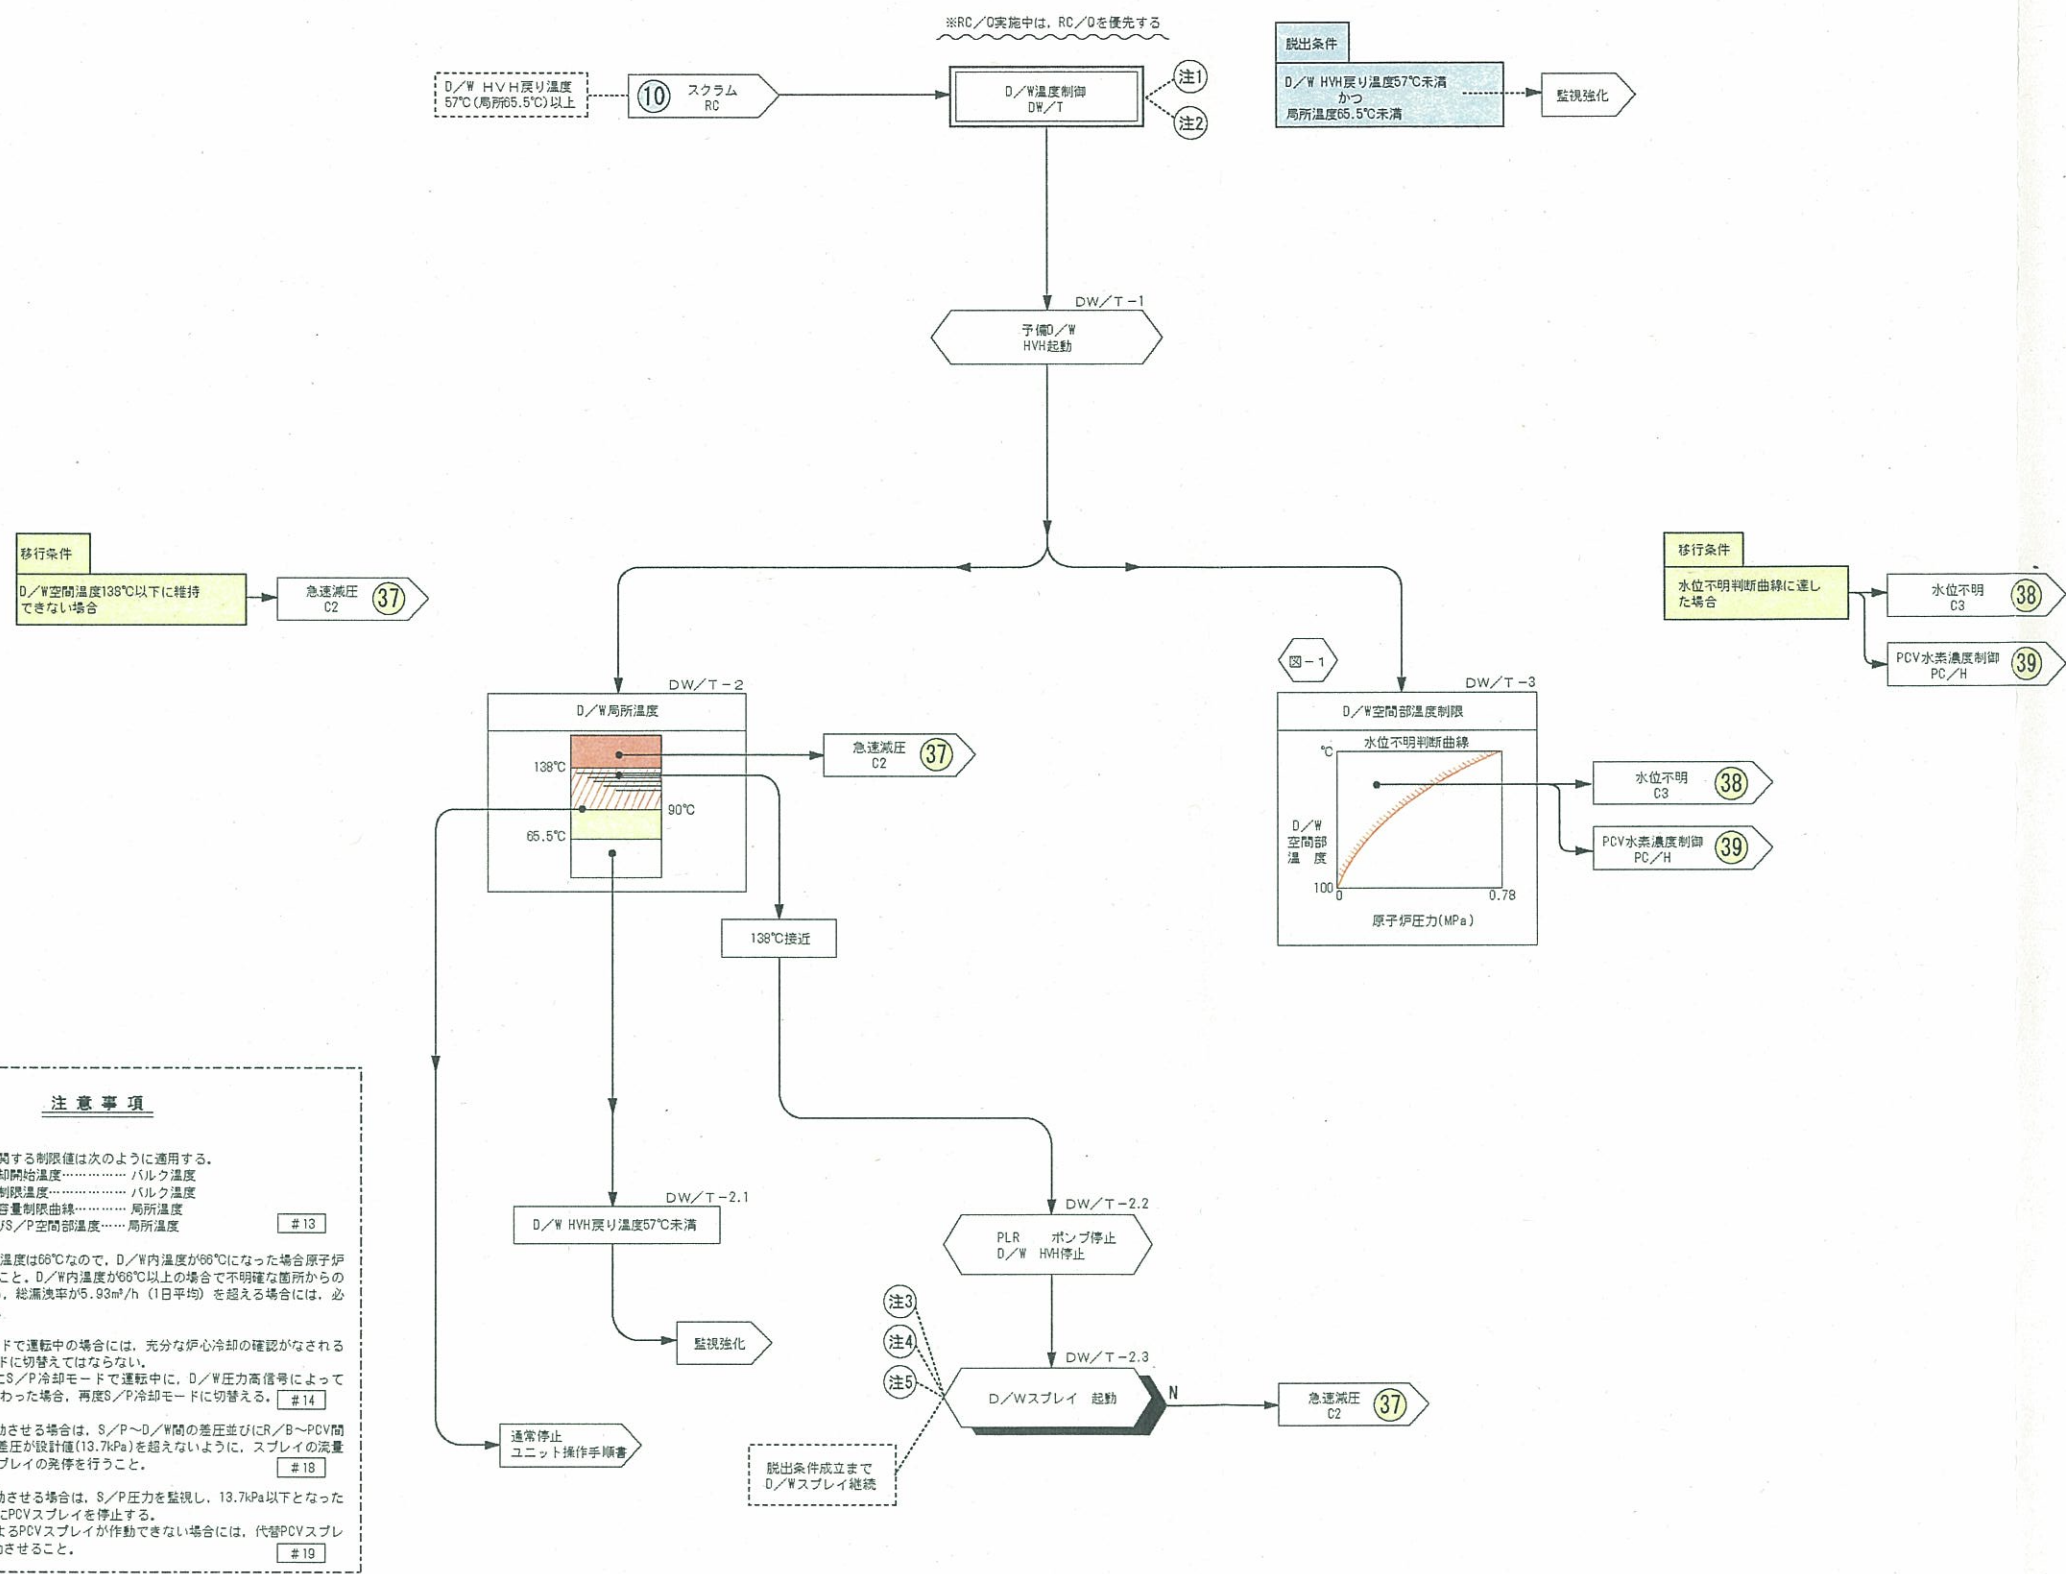 ※RC/Q実施中は，RC/Qを優先する
D/W HVH戻り温度
57℃(局所65.5℃)以上
10
スクラム
RC
D/W温度制御
DW/T
注1
注2
脱出条件
D/W HVH戻り温度57℃未満
かつ
局所温度65.5℃未満
監視強化
DW/T-1
予備D/W
HVH起動
移行条件
D/W空間温度138℃以下に維持
できない場合
急速減圧
C2
37
移行条件
水位不明判断曲線に達し
た場合
水位不明
C3
38
PCV水素濃度制御
PC/H
39
DW/T-2
D/W局所温度
138℃
90℃
65.5℃
急速減圧
C2
37
図-1
DW/T-3
D/W空間部温度制限
水位不明判断曲線
℃
D/W
空間部
温 度
100
0
0.78
原子炉圧力(MPa)
水位不明
C3
38
PCV水素濃度制御
PC/H
39
138℃接近
DW/T-2.1
D/W HVH戻り温度57℃未満
監視強化
DW/T-2.2
PLR ポンプ停止
D/W HVH停止
注3
注4
注5
DW/T-2.3
D/Wスプレイ 起動
N
急速減圧
C2
37
脱出条件成立まで
D/Wスプレイ継続
通常停止
ユニット操作手順書
注意事項
関する制限値は次のように適用する。
却開始温度…………… バルク温度
制限温度……………… バルク温度
容量制限曲線………… 局所温度
びS/P空間部温度…… 局所温度
#13
温度は66℃なので，D/W内温度が66℃になった場合原子炉
こと。D/W内温度が66℃以上の場合で不明確な箇所からの
，総漏洩率が5.93m³/h（1日平均）を超える場合には，必
ドで運転中の場合には，充分な炉心冷却の確認がなされる
ドに切替えてはならない。
にS/P冷却モードで運転中に，D/W圧力高信号によって
わった場合，再度S/P冷却モードに切替える。
#14
動させる場合は，S/P～D/W間の差圧並びにR/B～PCV間
差圧が設計値(13.7kPa)を超えないように，スプレイの流量
プレイの発停を行うこと。
#18
動させる場合は，S/P圧力を監視し，13.7kPa以下となった
にPCVスプレイを停止する。
よるPCVスプレイが作動できない場合には，代替PCVスプレ
動させること。
#19